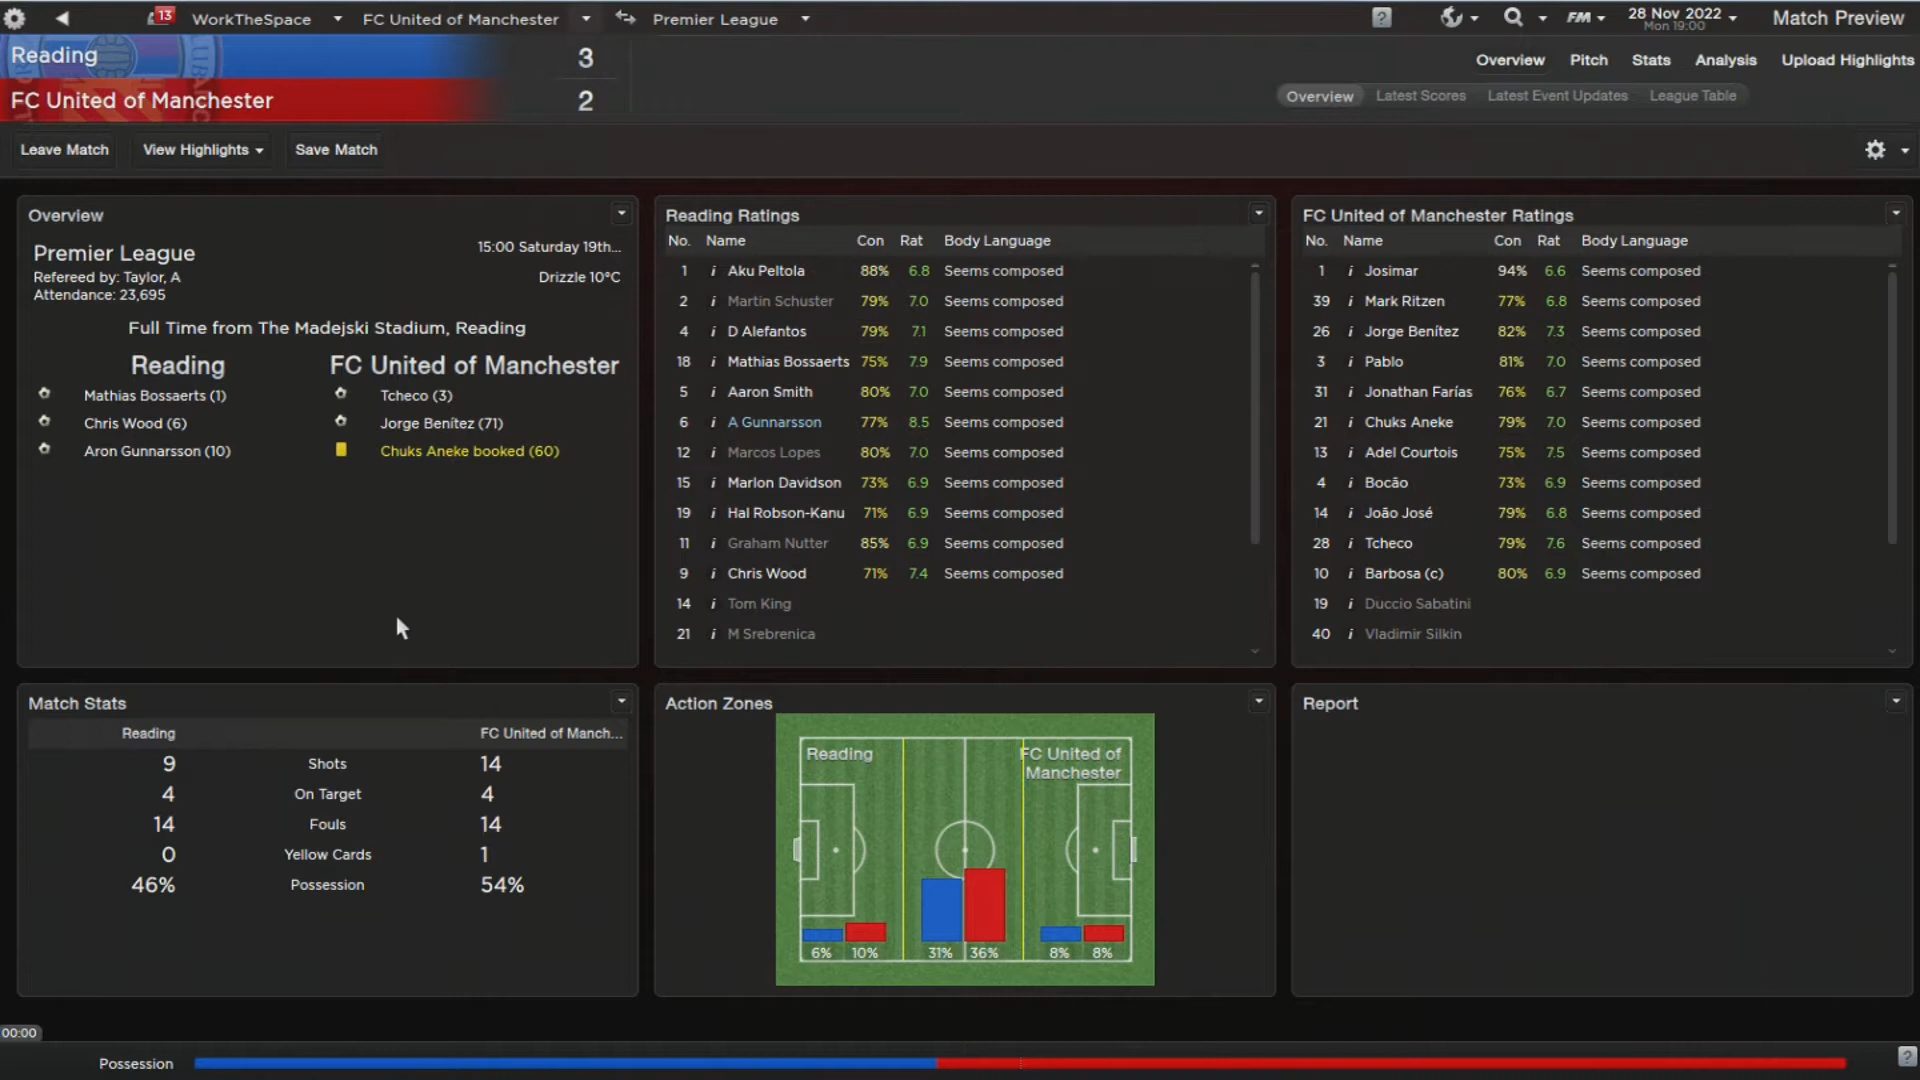 13 WorkTheSpace FC United of Manchester Premier League ? FM 28 Nov 2022 Mon 19:00 Match Preview
Reading 3
FC United of Manchester 2
Overview Pitch Stats Analysis Upload Highlights
Overview Latest Scores Latest Event Updates League Table
Leave Match View Highlights Save Match
Overview
Premier League 15:00 Saturday 19th...
Refereed by: Taylor, A Drizzle 10°C
Attendance: 23,695
Full Time from The Madejski Stadium, Reading
Reading FC United of Manchester
Mathias Bossaerts (1) Tcheco (3)
Chris Wood (6) Jorge Benítez (71)
Aron Gunnarsson (10) Chuks Aneke booked (60)
Reading Ratings
No. Name Con Rat Body Language
1 i Aku Peltola 88% 6.8 Seems composed
2 i Martin Schuster 79% 7.0 Seems composed
4 i D Alefantos 79% 7.1 Seems composed
18 i Mathias Bossaerts 75% 7.9 Seems composed
5 i Aaron Smith 80% 7.0 Seems composed
6 i A Gunnarsson 77% 8.5 Seems composed
12 i Marcos Lopes 80% 7.0 Seems composed
15 i Marlon Davidson 73% 6.9 Seems composed
19 i Hal Robson-Kanu 71% 6.9 Seems composed
11 i Graham Nutter 85% 6.9 Seems composed
9 i Chris Wood 71% 7.4 Seems composed
14 i Tom King
21 i M Srebrenica
FC United of Manchester Ratings
No. Name Con Rat Body Language
1 i Josimar 94% 6.6 Seems composed
39 i Mark Ritzen 77% 6.8 Seems composed
26 i Jorge Benítez 82% 7.3 Seems composed
3 i Pablo 81% 7.0 Seems composed
31 i Jonathan Farías 76% 6.7 Seems composed
21 i Chuks Aneke 79% 7.0 Seems composed
13 i Adel Courtois 75% 7.5 Seems composed
4 i Bocão 73% 6.9 Seems composed
14 i João José 79% 6.8 Seems composed
28 i Tcheco 79% 7.6 Seems composed
10 i Barbosa (c) 80% 6.9 Seems composed
19 i Duccio Sabatini
40 i Vladimir Silkin
Match Stats
Reading FC United of Manch...
9 Shots 14
4 On Target 4
14 Fouls 14
0 Yellow Cards 1
46% Possession 54%
Action Zones
Reading FC United of
Manchester
6% 10% 31% 36% 8% 8%
Report
00:00
Possession ?